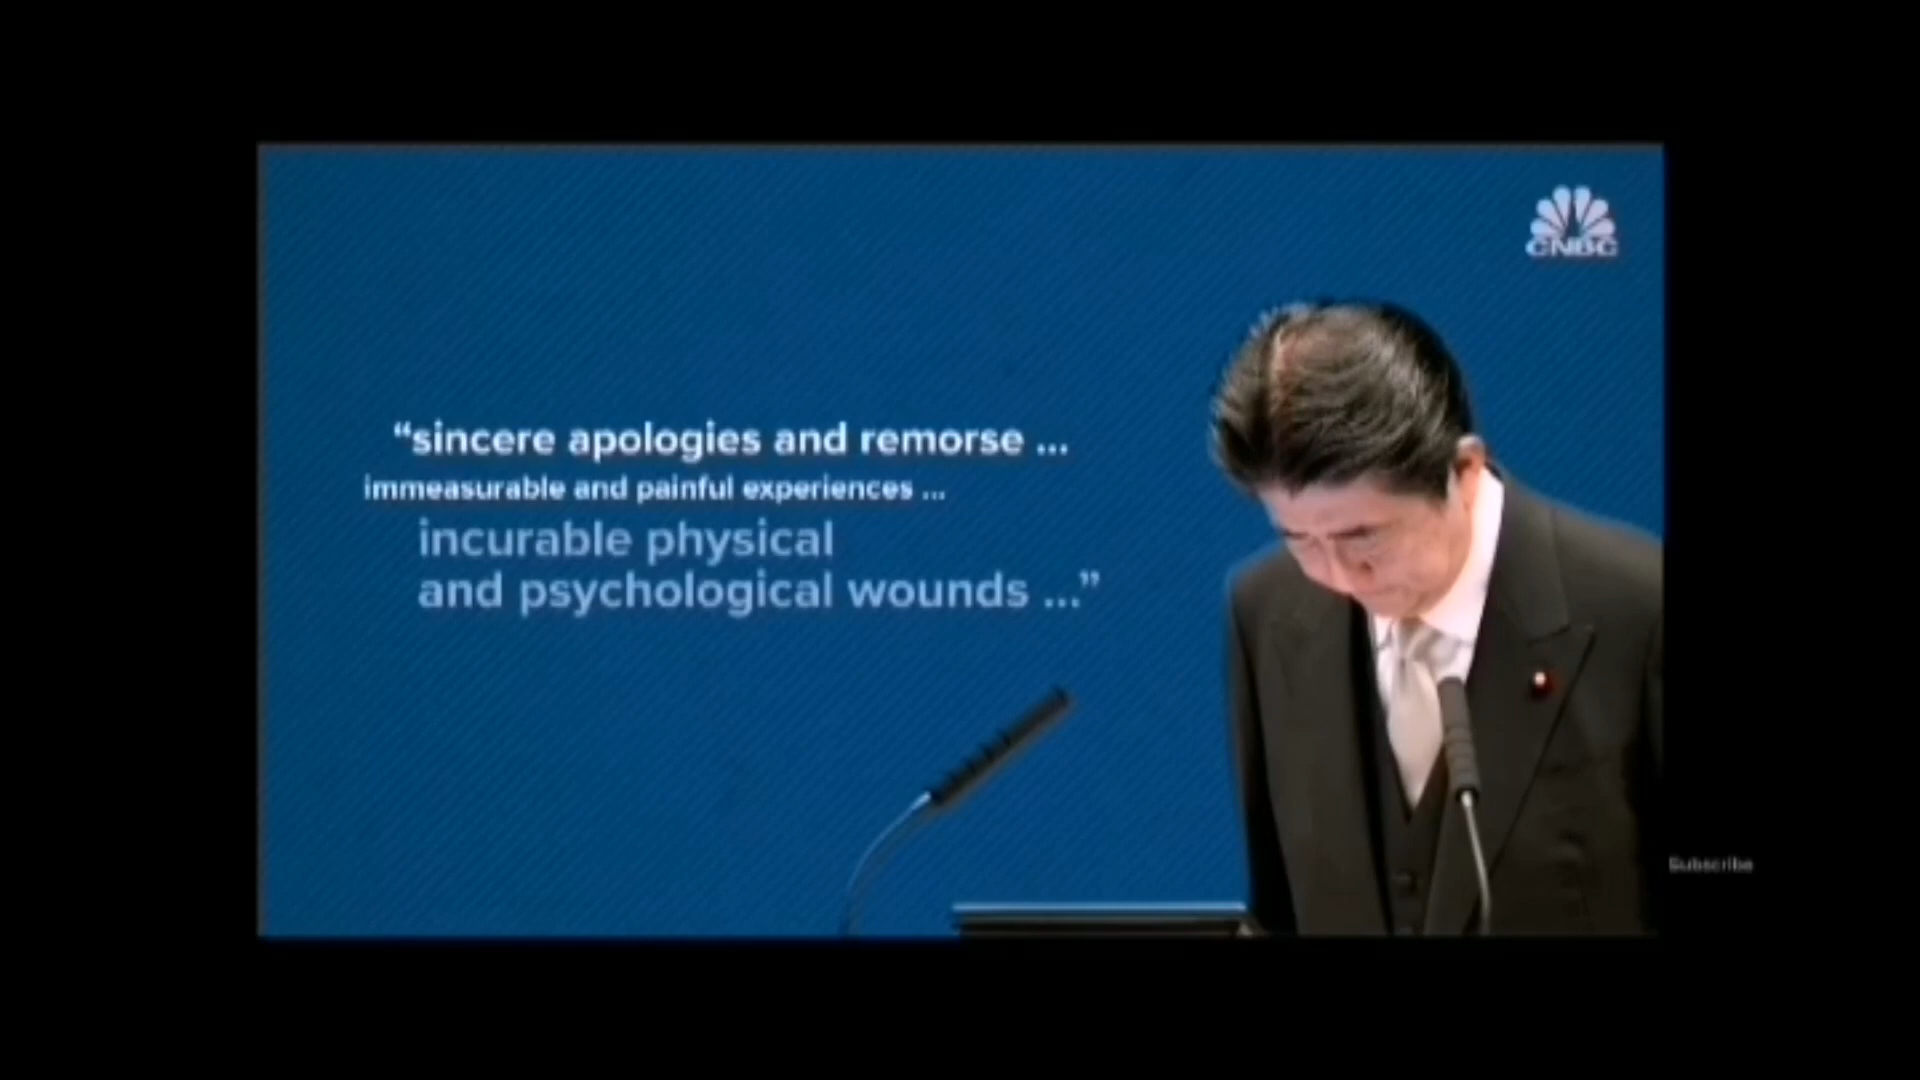 CNBC
“sincere apologies and remorse ...
immeasurable and painful experiences ...
incurable physical
and psychological wounds ...”
Subscribe